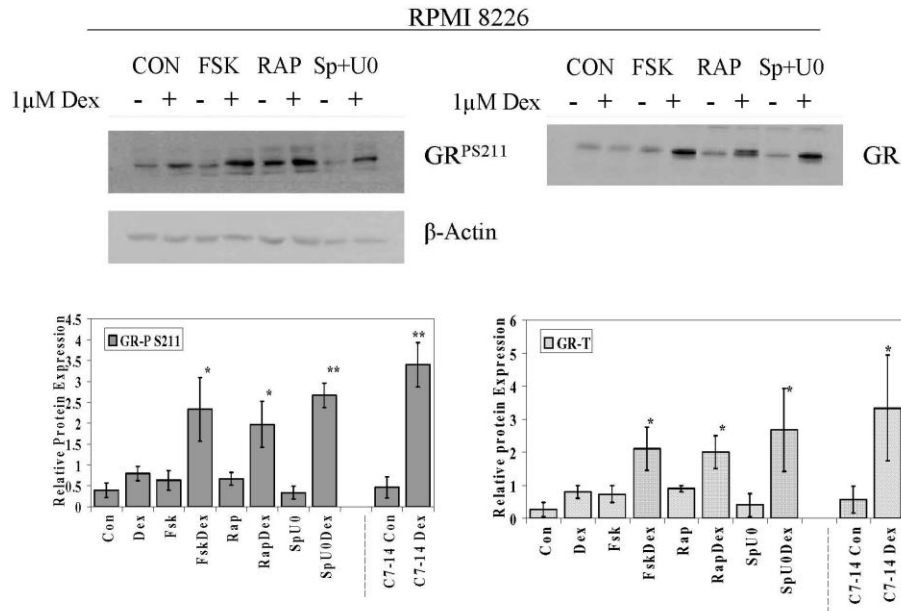 RPMI 8226
CON FSK RAP Sp+U0
1μM Dex - + - + - + - +
GR^PS211
β-Actin
CON FSK RAP Sp+U0
1μM Dex - + - + - + - +
GR
Relative Protein Expression
4.5
4
3.5
3
2.5
2
1.5
1
0.5
0
GR-P S211
* * ** **
Con Dex Fsk FskDex Rap RapDex SpU0 SpU0Dex C7-14 Con C7-14 Dex
Relative protein Expression
6
5
4
3
2
1
0
GR-T
* * * *
Con Dex Fsk FskDex Rap RapDex SpU0 SpU0Dex C7-14 Con C7-14 Dex